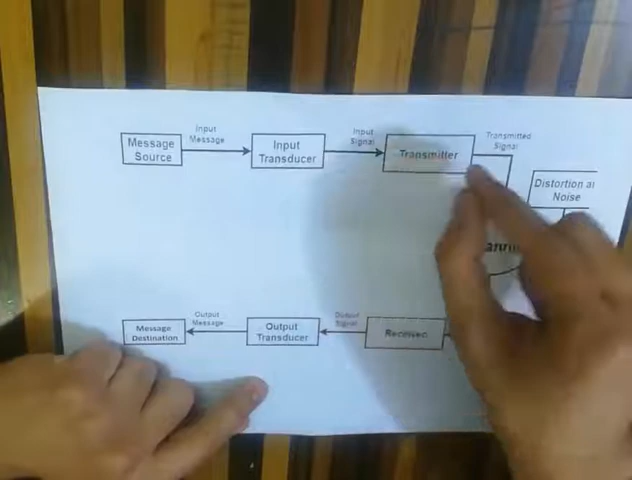 Input
Message
Input
Signal
Transmitted
Signal
Message
Source
Input
Transducer
Transmitter
Distortion
Noise
Output
Message
Output
Signal
Message
Destination
Output
Transducer